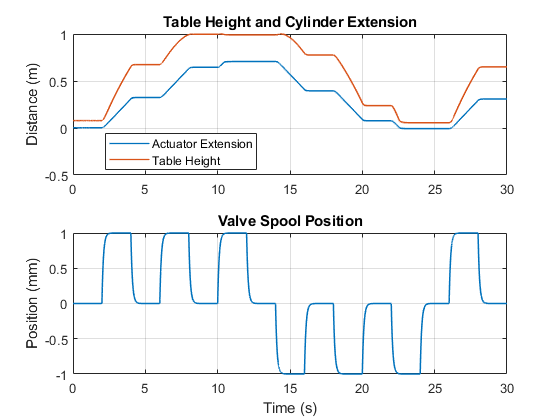 Table Height and Cylinder Extension
Distance (m)
1
0.5
0
-0.5
Actuator Extension
Table Height
0 5 10 15 20 25 30
Valve Spool Position
Position (mm)
1
0.5
0
-0.5
-1
0 5 10 15 20 25 30
Time (s)